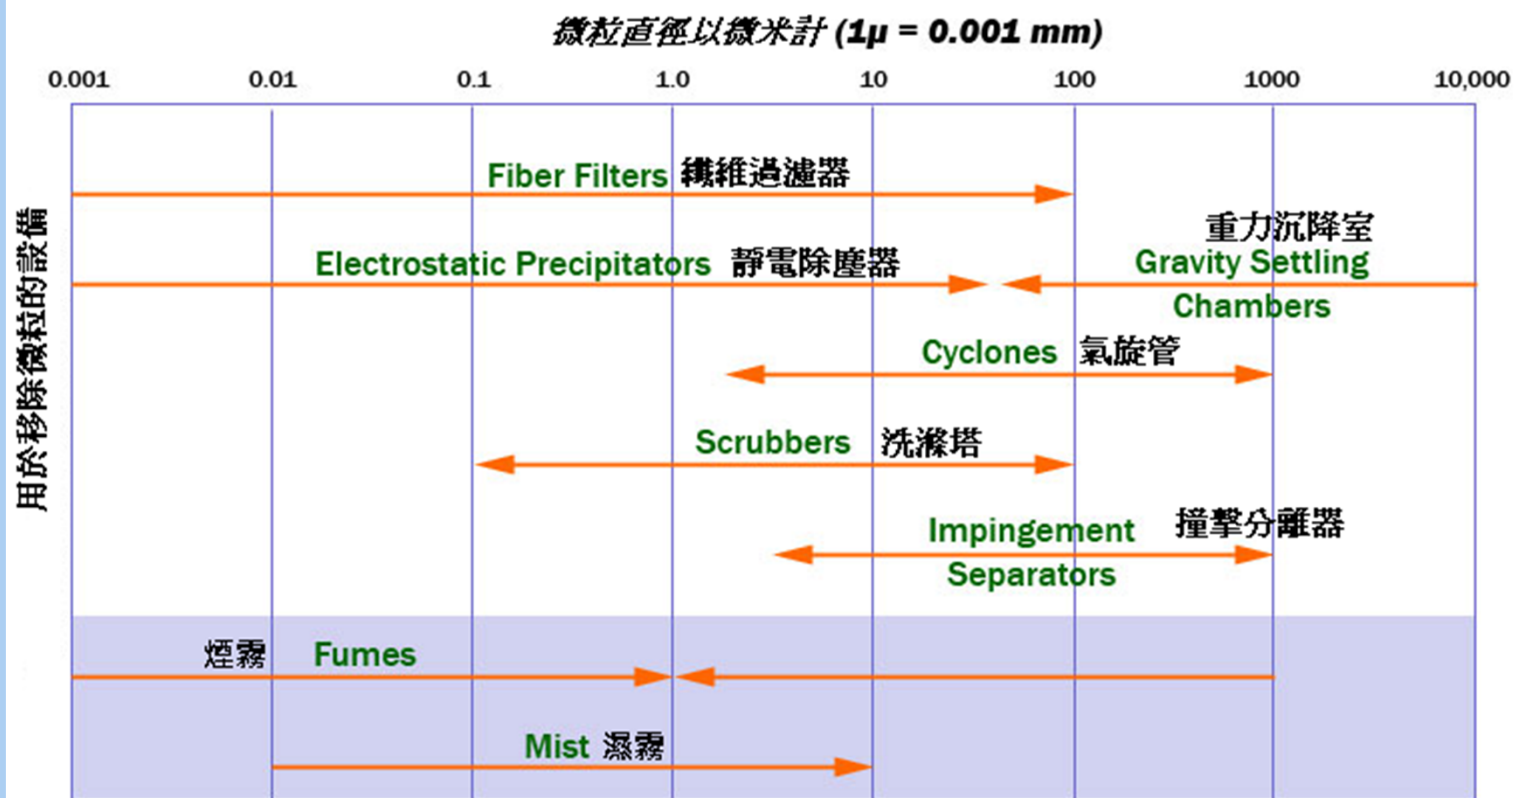 微粒直徑以微米計 (1µ = 0.001 mm)
0.001 0.01 0.1 1.0 10 100 1000 10,000
用於移除微粒的設備
Fiber Filters 纖維過濾器
Electrostatic Precipitators 靜電除塵器
重力沉降室
Gravity Settling
Chambers
Cyclones 氣旋管
Scrubbers 洗滌塔
Impingement 撞擊分離器
Separators
煙霧 Fumes
Mist 濕霧